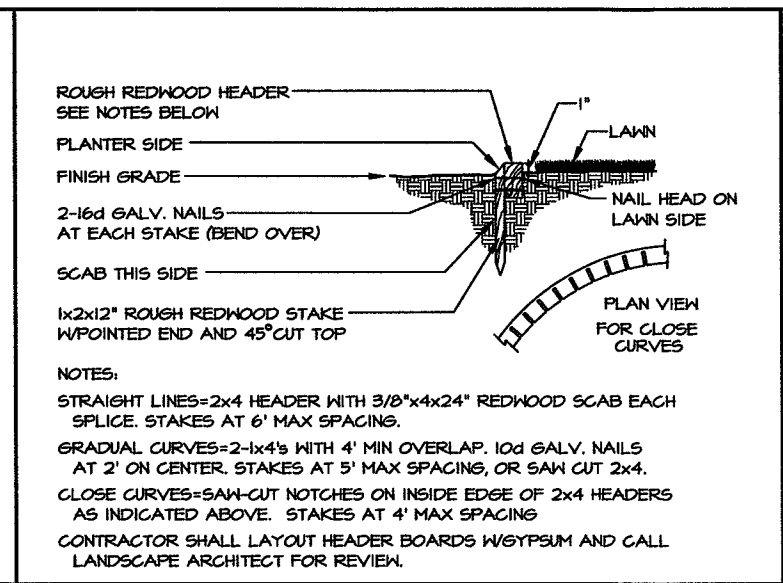 ROUGH REDWOOD HEADER
SEE NOTES BELOW
PLANTER SIDE
FINISH GRADE
2-16d GALV. NAILS
AT EACH STAKE (BEND OVER)
SCAB THIS SIDE
1x2x12" ROUGH REDWOOD STAKE
W/POINTED END AND 45° CUT TOP
1"
LAWN
NAIL HEAD ON
LAWN SIDE
PLAN VIEW
FOR CLOSE
CURVES
NOTES:
STRAIGHT LINES=2x4 HEADER WITH 3/8"x4x24" REDWOOD SCAB EACH
SPLICE. STAKES AT 6' MAX SPACING.
GRADUAL CURVES=2-1x4's WITH 4' MIN OVERLAP. 10d GALV. NAILS
AT 2' ON CENTER. STAKES AT 5' MAX SPACING, OR SAW CUT 2x4.
CLOSE CURVES=SAW-CUT NOTCHES ON INSIDE EDGE OF 2x4 HEADERS
AS INDICATED ABOVE. STAKES AT 4' MAX SPACING
CONTRACTOR SHALL LAYOUT HEADER BOARDS W/GYPSUM AND CALL
LANDSCAPE ARCHITECT FOR REVIEW.